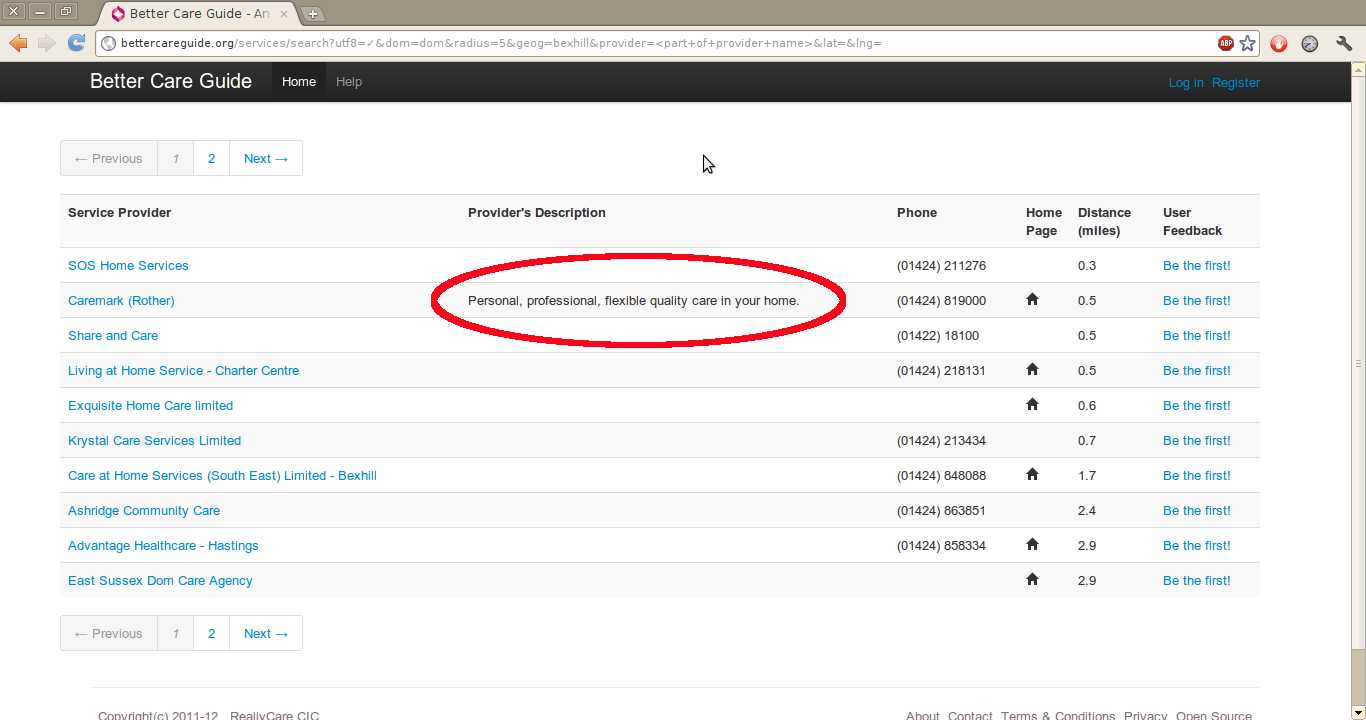 Better Care Guide - An
bettercareguide.org/services/search?utf8=✓&dom=dom&radius=5&geog=bexhill&provider=<part+of+provider+name>&lat=&lng=
ABP
Better Care Guide Home Help Log in Register
← Previous 1 2 Next →
Service Provider Provider's Description Phone Home Page Distance (miles) User Feedback
SOS Home Services (01424) 211276 0.3 Be the first!
Caremark (Rother) Personal, professional, flexible quality care in your home. (01424) 819000 0.5 Be the first!
Share and Care (01422) 18100 0.5 Be the first!
Living at Home Service - Charter Centre (01424) 218131 0.5 Be the first!
Exquisite Home Care limited 0.6 Be the first!
Krystal Care Services Limited (01424) 213434 0.7 Be the first!
Care at Home Services (South East) Limited - Bexhill (01424) 848088 1.7 Be the first!
Ashridge Community Care (01424) 863851 2.4 Be the first!
Advantage Healthcare - Hastings (01424) 858334 2.9 Be the first!
East Sussex Dom Care Agency 2.9 Be the first!
← Previous 1 2 Next →
Copyright(c) 2011-12 ReallyCare CIC About Contact Terms & Conditions Privacy Open Source